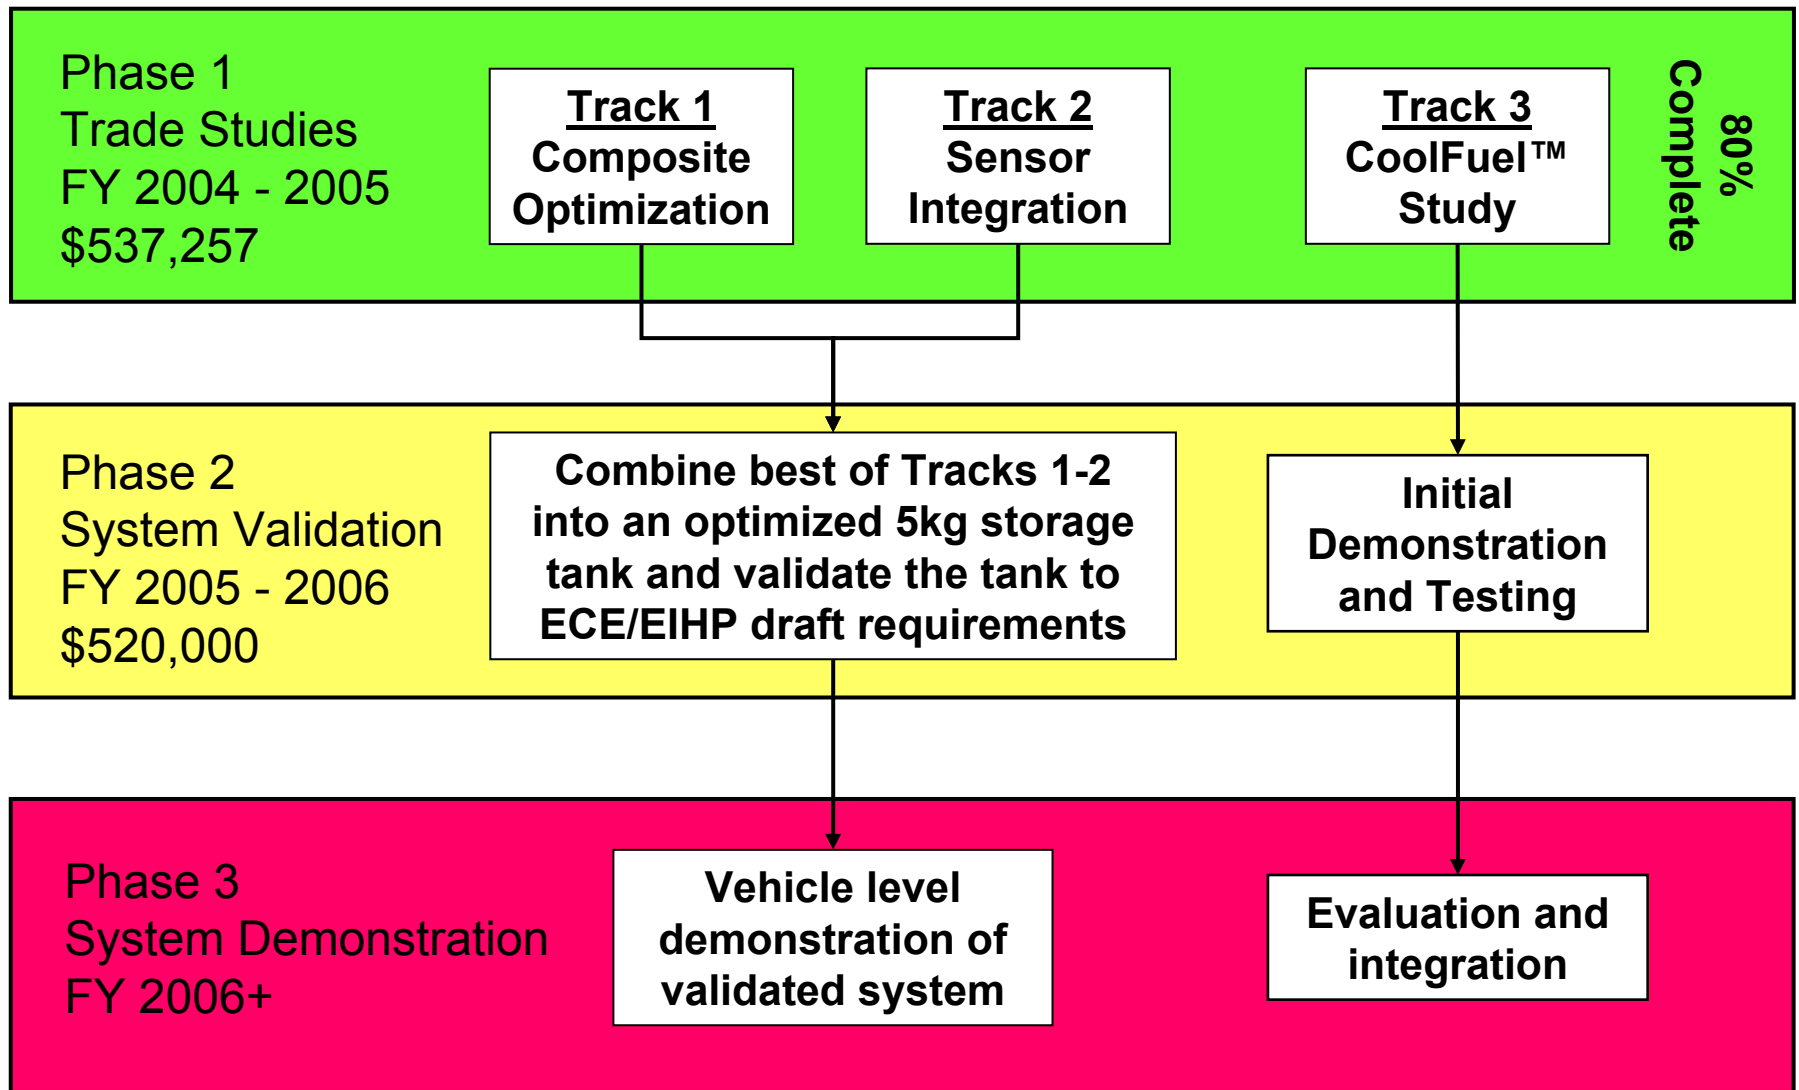 Phase 1
Trade Studies
FY 2004 - 2005
$537,257
Track 1
Composite
Optimization
Track 2
Sensor
Integration
Track 3
CoolFuel™
Study
80%
Complete
Phase 2
System Validation
FY 2005 - 2006
$520,000
Combine best of Tracks 1-2
into an optimized 5kg storage
tank and validate the tank to
ECE/EIHP draft requirements
Initial
Demonstration
and Testing
Phase 3
System Demonstration
FY 2006+
Vehicle level
demonstration of
validated system
Evaluation and
integration